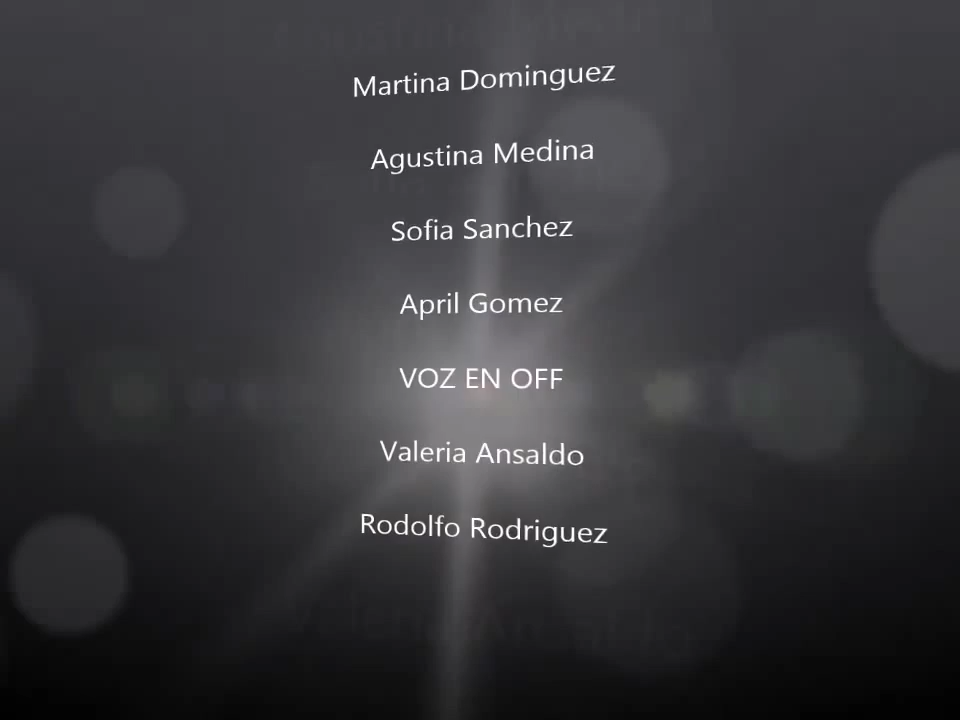 Martina Dominguez
Agustina Medina
Sofia Sanchez
April Gomez
VOZ EN OFF
Valeria Ansaldo
Rodolfo Rodriguez